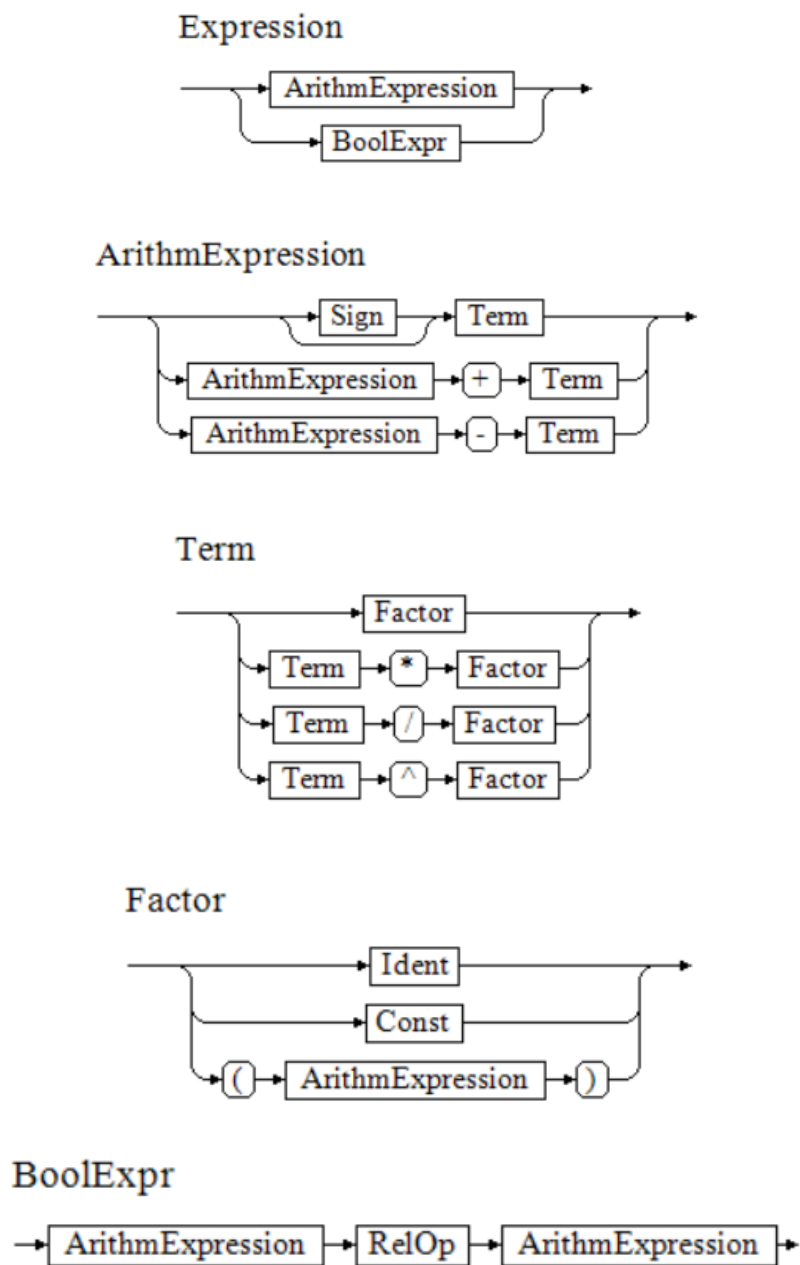 Expression
ArithmExpression
BoolExpr
ArithmExpression
Sign Term
ArithmExpression + Term
ArithmExpression - Term
Term
Factor
Term * Factor
Term / Factor
Term ^ Factor
Factor
Ident
Const
( ArithmExpression )
BoolExpr
ArithmExpression RelOp ArithmExpression